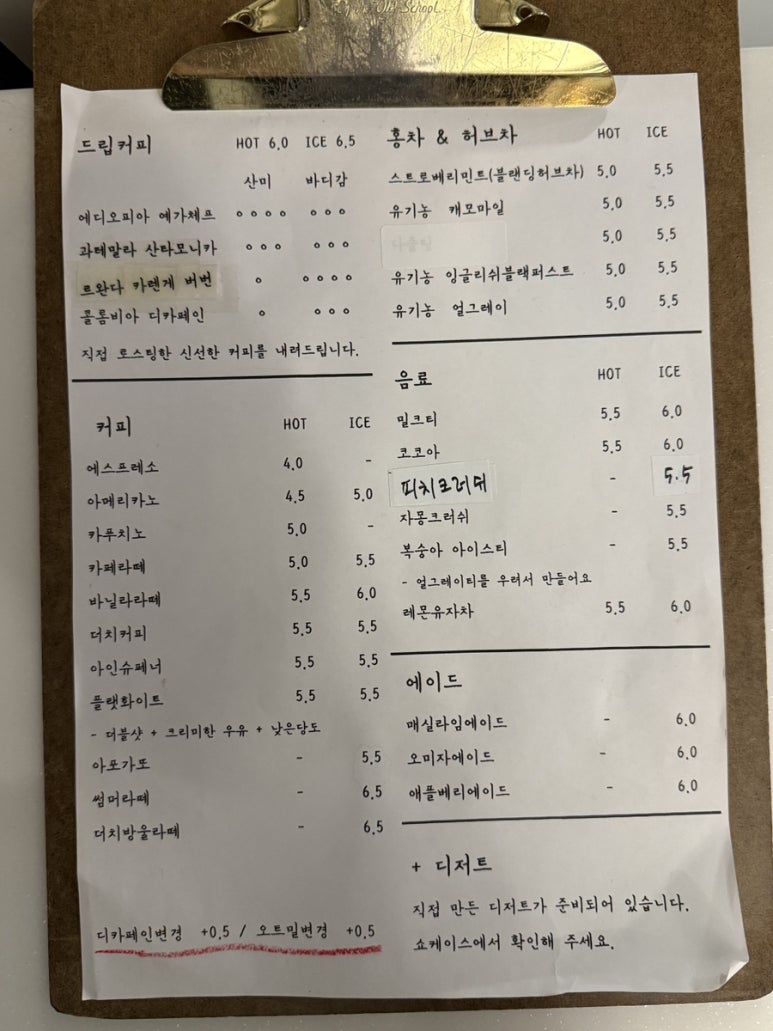 Old School
드립커피 HOT 6.0 ICE 6.5
산미 바디감
에디오피아 예가체프 ○○○○ ○○○
과테말라 산타모니카 ○○○ ○○○
르완다 카렌게 버번 ○ ○○○○
콜롬비아 디카페인 ○ ○○○
직접 로스팅한 신선한 커피를 내려드립니다.
커피 HOT ICE
에스프레소 4.0 -
아메리카노 4.5 5.0
카푸치노 5.0 -
카페라떼 5.0 5.5
바닐라라떼 5.5 6.0
더치커피 5.5 5.5
아인슈페너 5.5 5.5
플랫화이트 5.5 5.5
- 더블샷 + 크리미한 우유 + 낮은당도
아포가또 - 5.5
썸머라떼 - 6.5
더치방울라떼 - 6.5
디카페인변경 +0.5 / 오트밀변경 +0.5
홍차 & 허브차 HOT ICE
스트로베리민트(블랜딩허브차) 5.0 5.5
유기농 캐모마일 5.0 5.5
다즐링 5.0 5.5
유기농 잉글리쉬블랙퍼스트 5.0 5.5
유기농 얼그레이 5.0 5.5
음료 HOT ICE
밀크티 5.5 6.0
코코아 5.5 6.0
피치크러쉬 - 5.5
자몽크러쉬 - 5.5
복숭아 아이스티 - 5.5
- 얼그레이티를 우려서 만들어요
레몬유자차 5.5 6.0
에이드
매실라임에이드 - 6.0
오미자에이드 - 6.0
애플베리에이드 - 6.0
+ 디저트
직접 만든 디저트가 준비되어 있습니다.
쇼케이스에서 확인해 주세요.